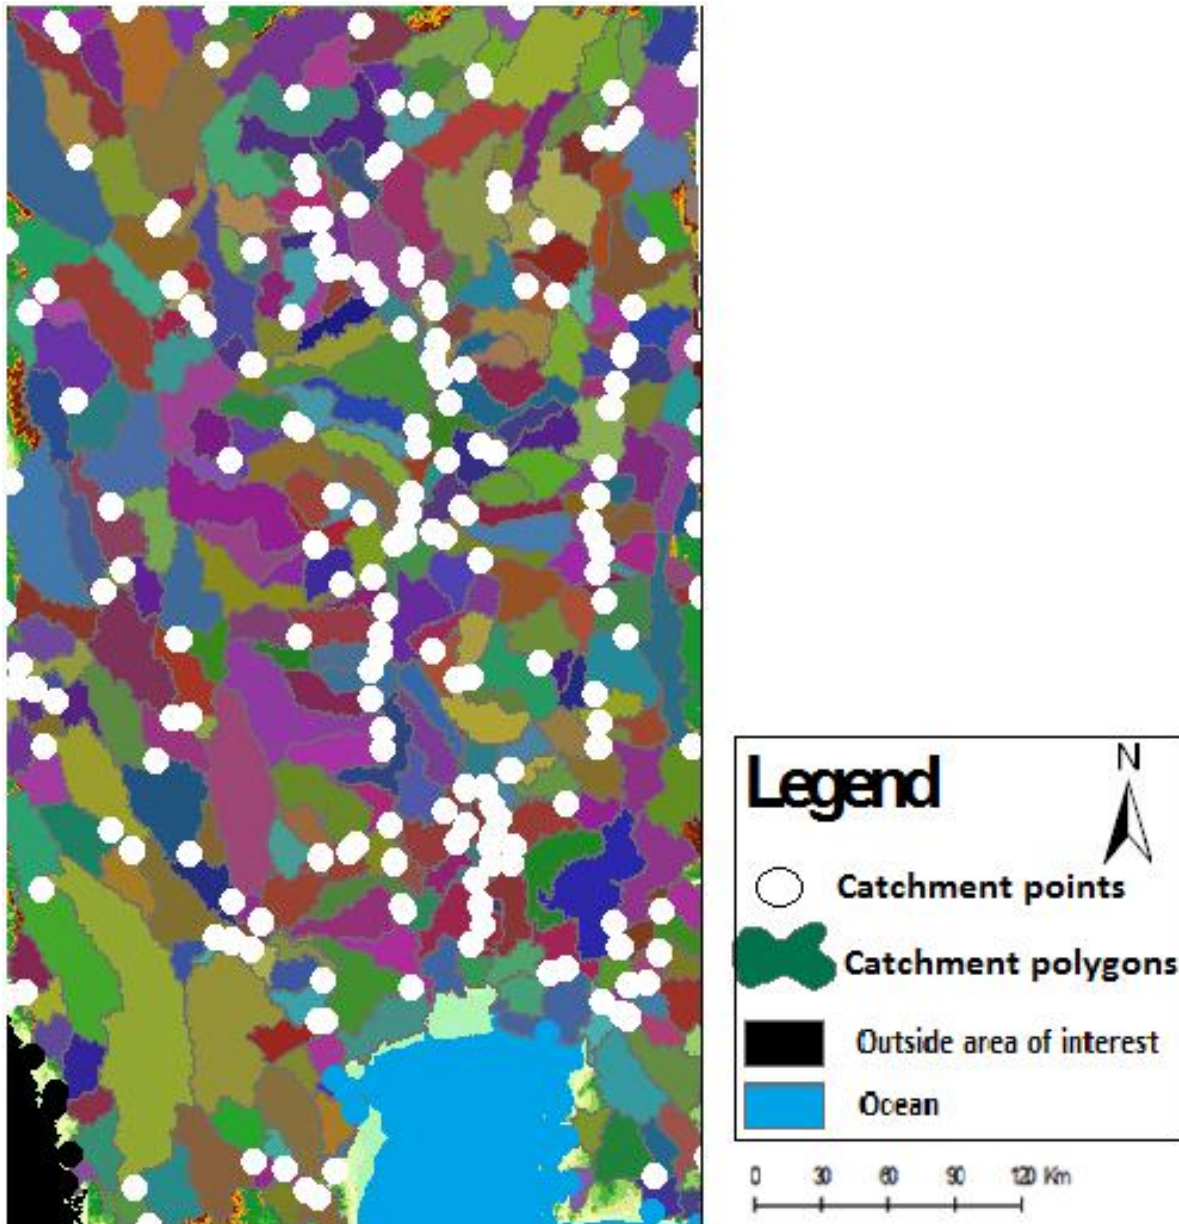 N
Legend
Catchment points
Catchment polygons
Outside area of interest
Ocean
0 30 60 90 120 Km